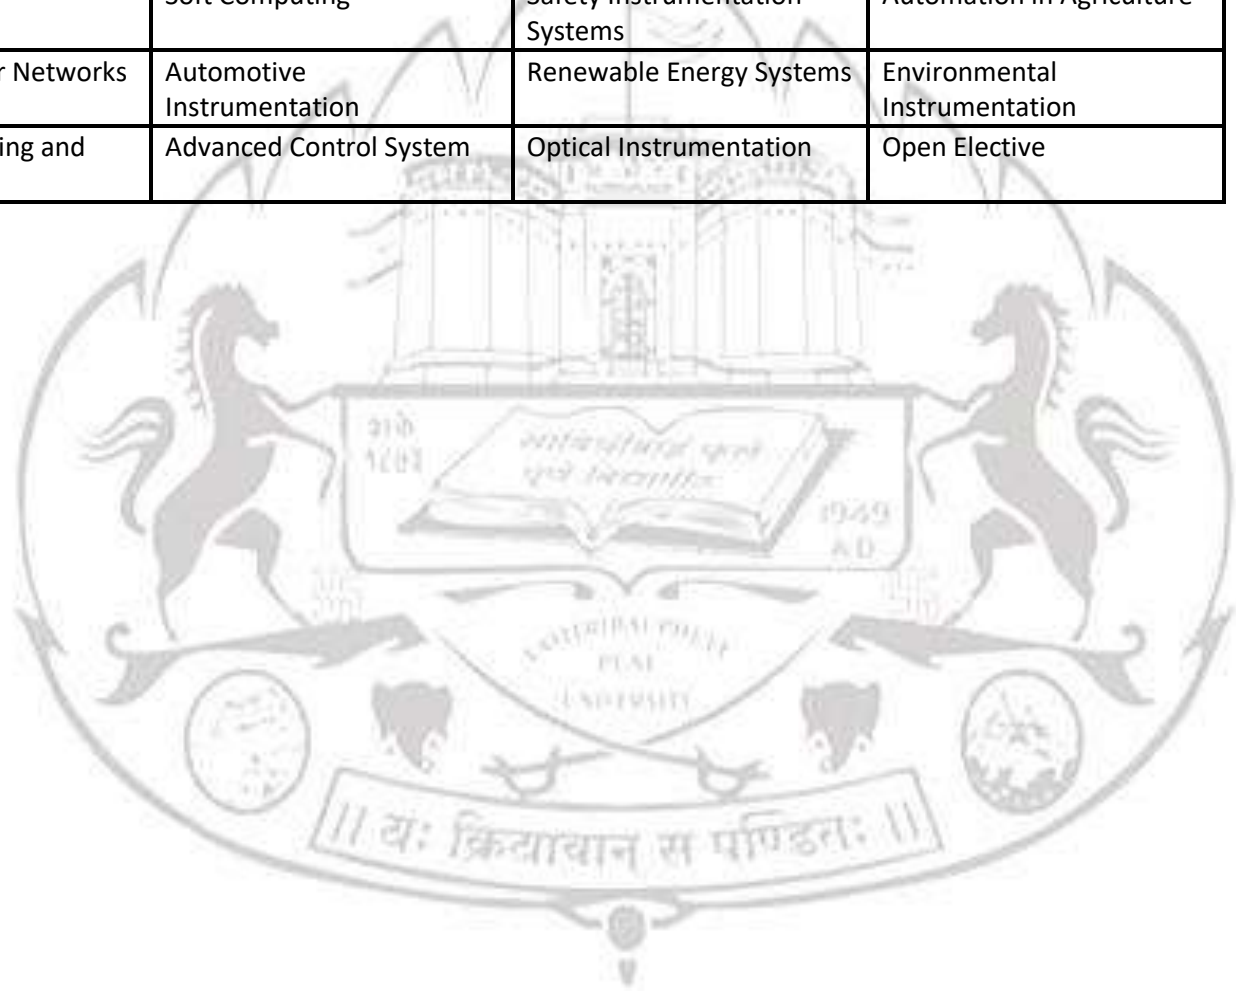 Soft Computing
Safety Instrumentation
Automation in Agriculture
Systems
r Networks
Automotive
Renewable Energy Systems
Environmental
Instrumentation
Instrumentation
ing and
Advanced Control System
Optical Instrumentation
Open Elective
1949
A.D.
UNIVERSITY
|| यः क्रियावान स पण्डितः ||